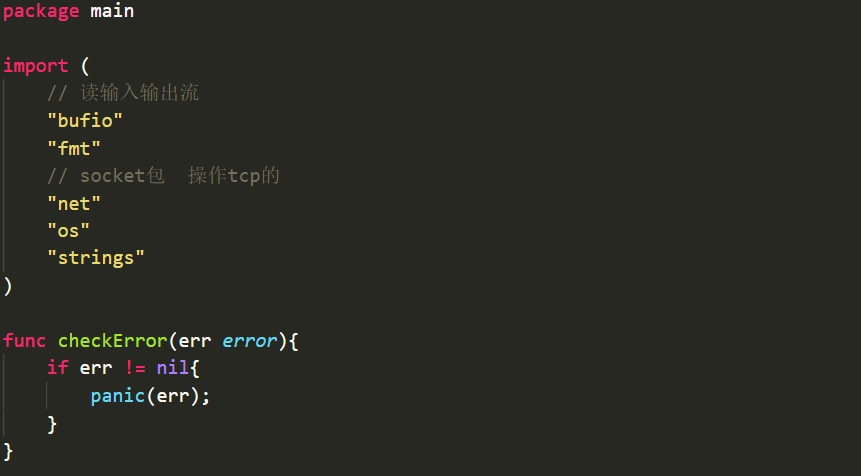 package main
import (
// 读输入输出流
"bufio"
"fmt"
// socket包  操作tcp的
"net"
"os"
"strings"
)
func checkError(err error){
if err != nil{
panic(err);
}
}